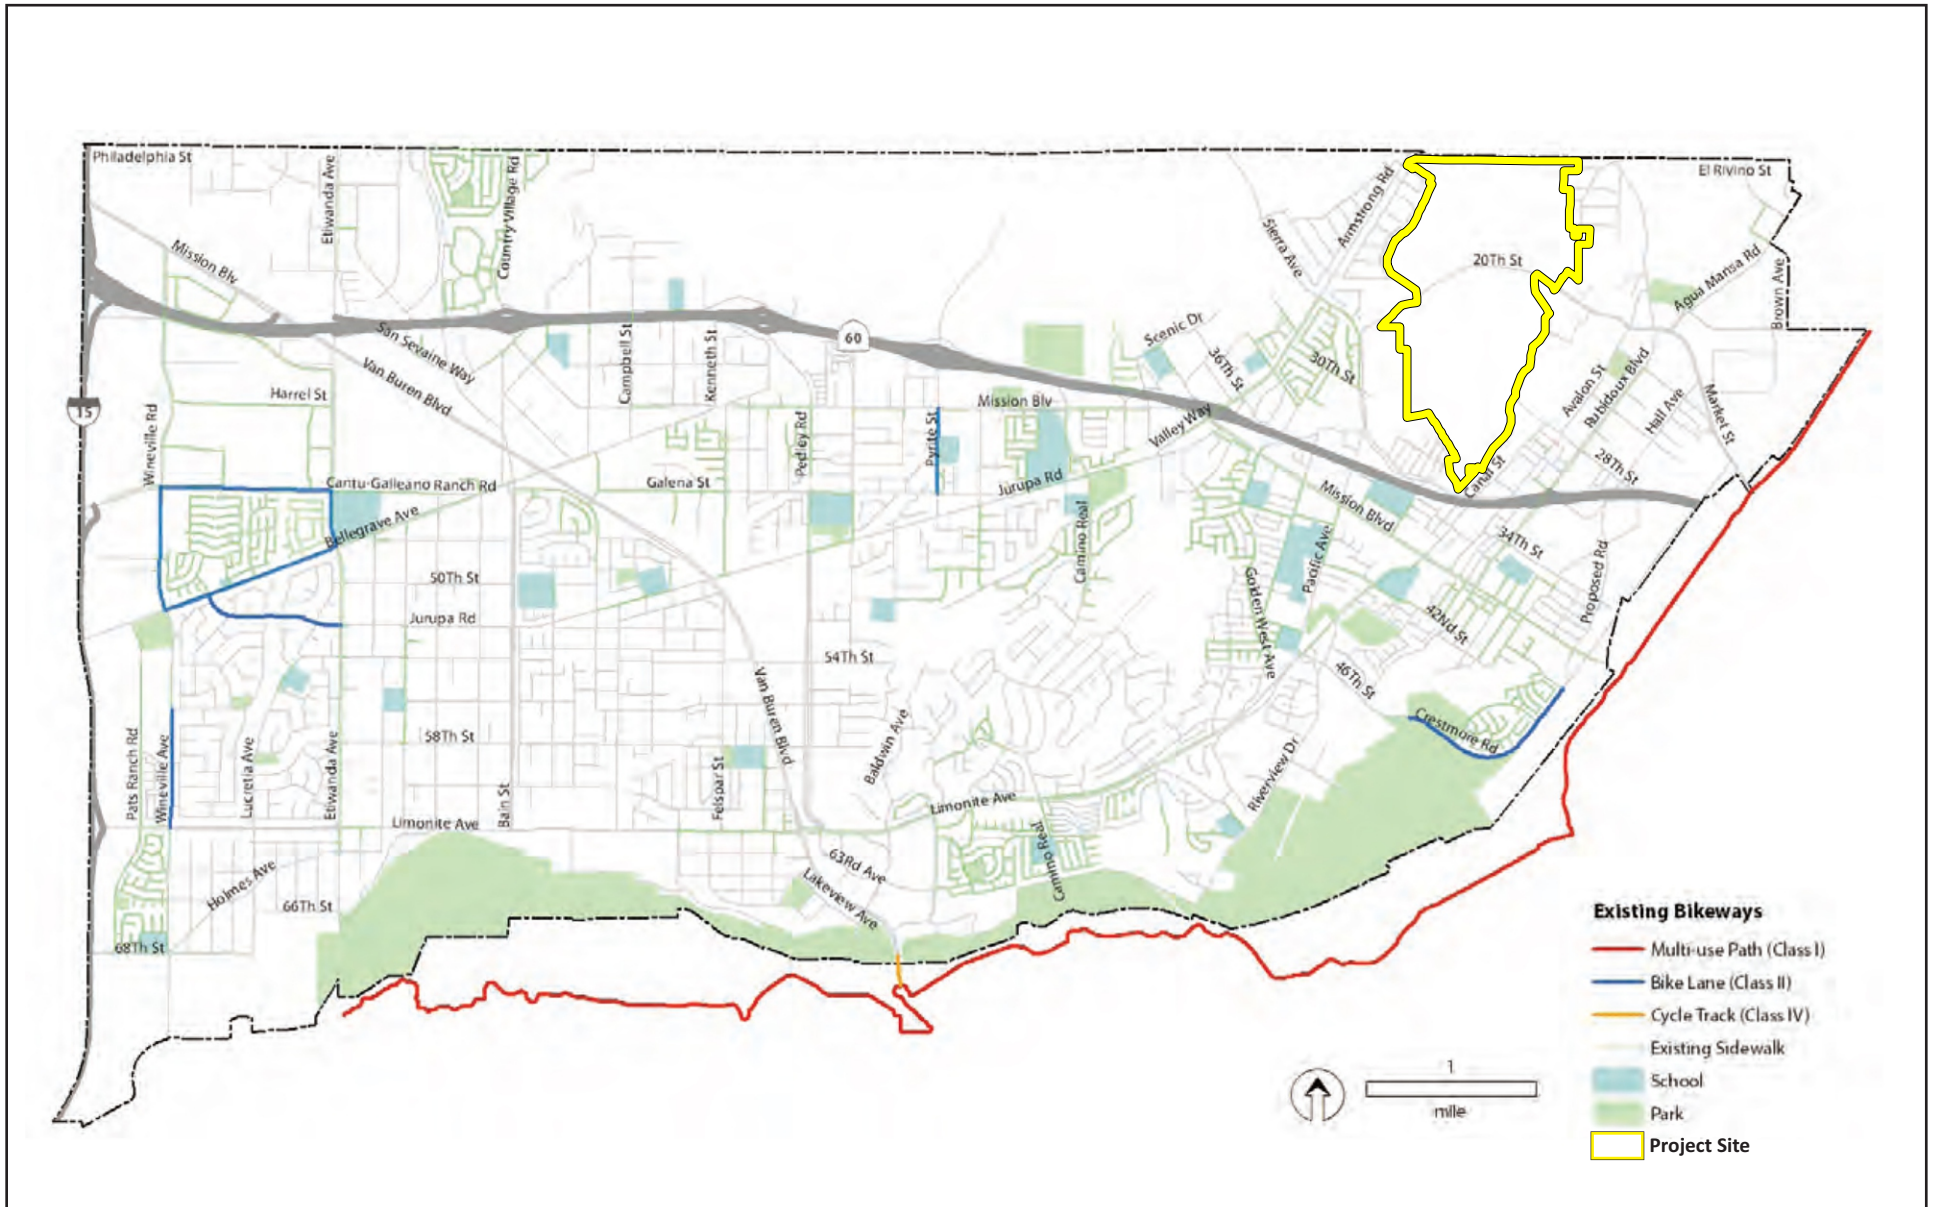 Philadelphia St
Etiwanda Ave
Country Village Rd
El Rivino St
Armstrong Rd
Sierra Ave
Mission Blv
20Th St
Agua Mansa Rd
Brown Ave
San Sevaine Way
Van Buren Blvd
Campbell St
Kenneth St
60
Scenic Dr
36Th St
30Th St
Avalon St
Rubidoux Blvd
Hall Ave
Market St
15
Harrel St
Wineville Rd
Mission Blv
Valley Way
Pedley Rd
Pyrite St
28Th St
Canal St
Cantu-Galleano Ranch Rd
Galena St
Jurupa Rd
Mission Blvd
Bellegrave Ave
Camino Real
Pacific Ave
34Th St
Proposed Rd
50Th St
Golden West Ave
42Nd St
Jurupa Rd
54Th St
46Th St
Van Buren Blvd
Crestmore Rd
Pats Ranch Rd
Wineville Ave
Lucretia Ave
Etiwanda Ave
58Th St
Baldwin Ave
Riverview Dr
Bain St
Felspar St
Limonite Ave
Limonite Ave
Camino Real
63Rd Ave
Lakeview Ave
Holmes Ave
66Th St
68Th St
Existing Bikeways
Multi-use Path (Class I)
Bike Lane (Class II)
Cycle Track (Class IV)
Existing Sidewalk
School
Park
Project Site
1
mile